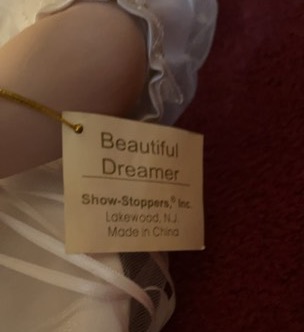 Beautiful
Dreamer
Show-Stoppers,® Inc.
Lakewood, N.J.
Made in China